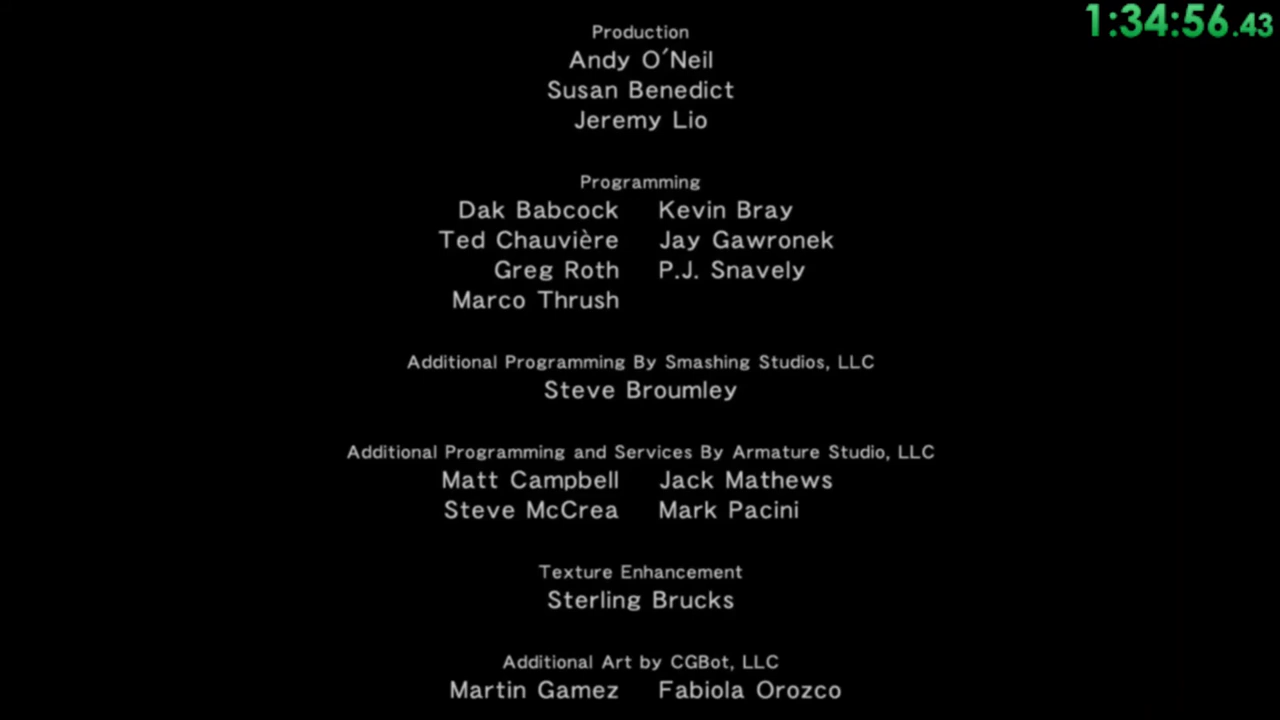 1:34:56.43
Production
Andy O´Neil
Susan Benedict
Jeremy Lio
Programming
Dak Babcock Kevin Bray
Ted Chauvière Jay Gawronek
Greg Roth P.J. Snavely
Marco Thrush
Additional Programming By Smashing Studios, LLC
Steve Broumley
Additional Programming and Services By Armature Studio, LLC
Matt Campbell Jack Mathews
Steve McCrea Mark Pacini
Texture Enhancement
Sterling Brucks
Additional Art by CGBot, LLC
Martin Gamez Fabiola Orozco